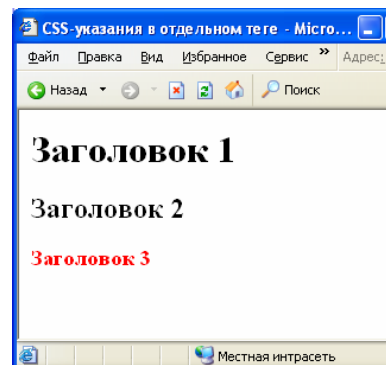 CSS-указания в отдельном теге - Micro...
Файл Правка Вид Избранное Сервис » Адрес:
Назад Поиск
Заголовок 1
Заголовок 2
Заголовок 3
Местная интрасеть